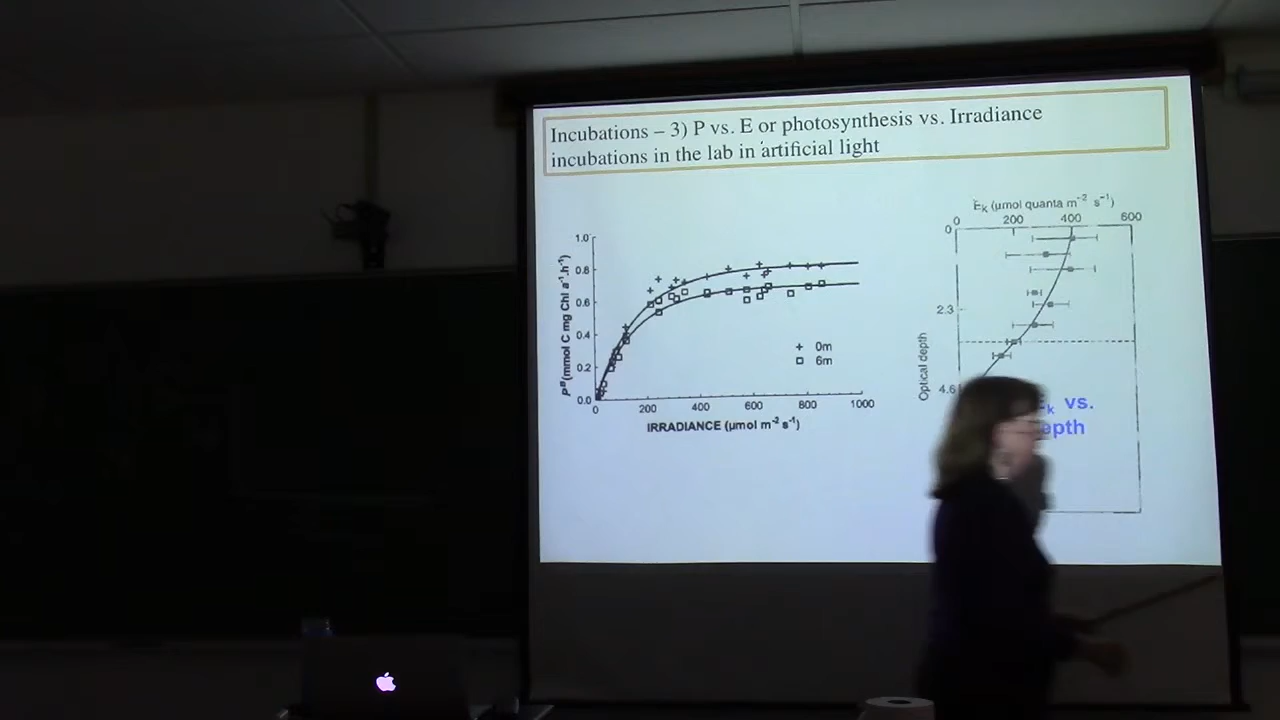 Incubations – 3) P vs. E or photosynthesis vs. Irradiance
incubations in the lab in artificial light
1.0
0.8
0.6
0.4
0.2
0.0
P^B (mmol C mg Chl a⁻¹.h⁻¹)
+ 0m
□ 6m
0 200 400 600 800 1000
IRRADIANCE (µmol m⁻² s⁻¹)
E_k (µmol quanta m⁻² s⁻¹)
0 200 400 600
0
2.3
4.6
Optical depth
k vs.
epth